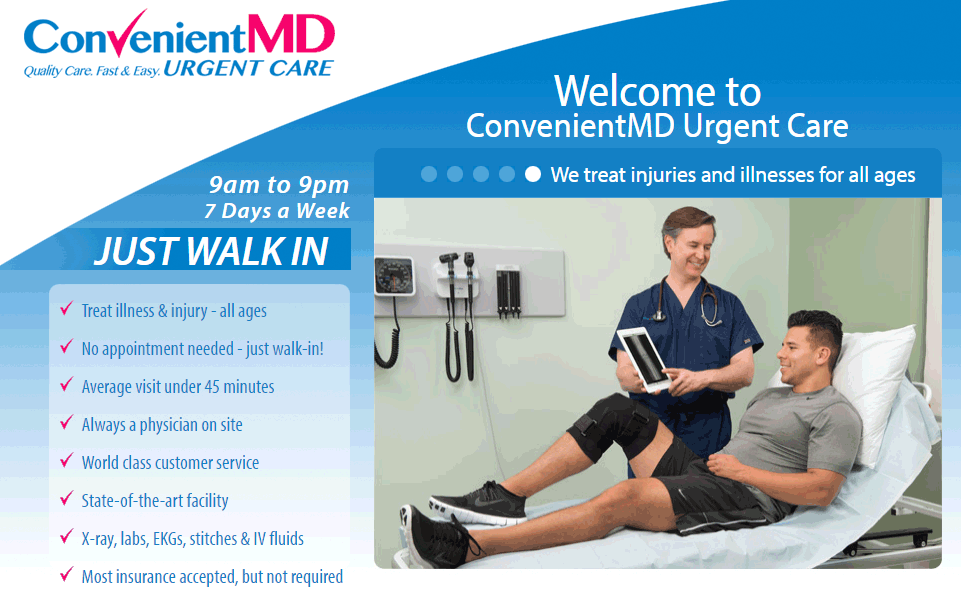 ConvenientMD
Quality Care. Fast & Easy. URGENT CARE
Welcome to
ConvenientMD Urgent Care
We treat injuries and illnesses for all ages
9am to 9pm
7 Days a Week
JUST WALK IN
Treat illness & injury - all ages
No appointment needed - just walk-in!
Average visit under 45 minutes
Always a physician on site
World class customer service
State-of-the-art facility
X-ray, labs, EKGs, stitches & IV fluids
Most insurance accepted, but not required